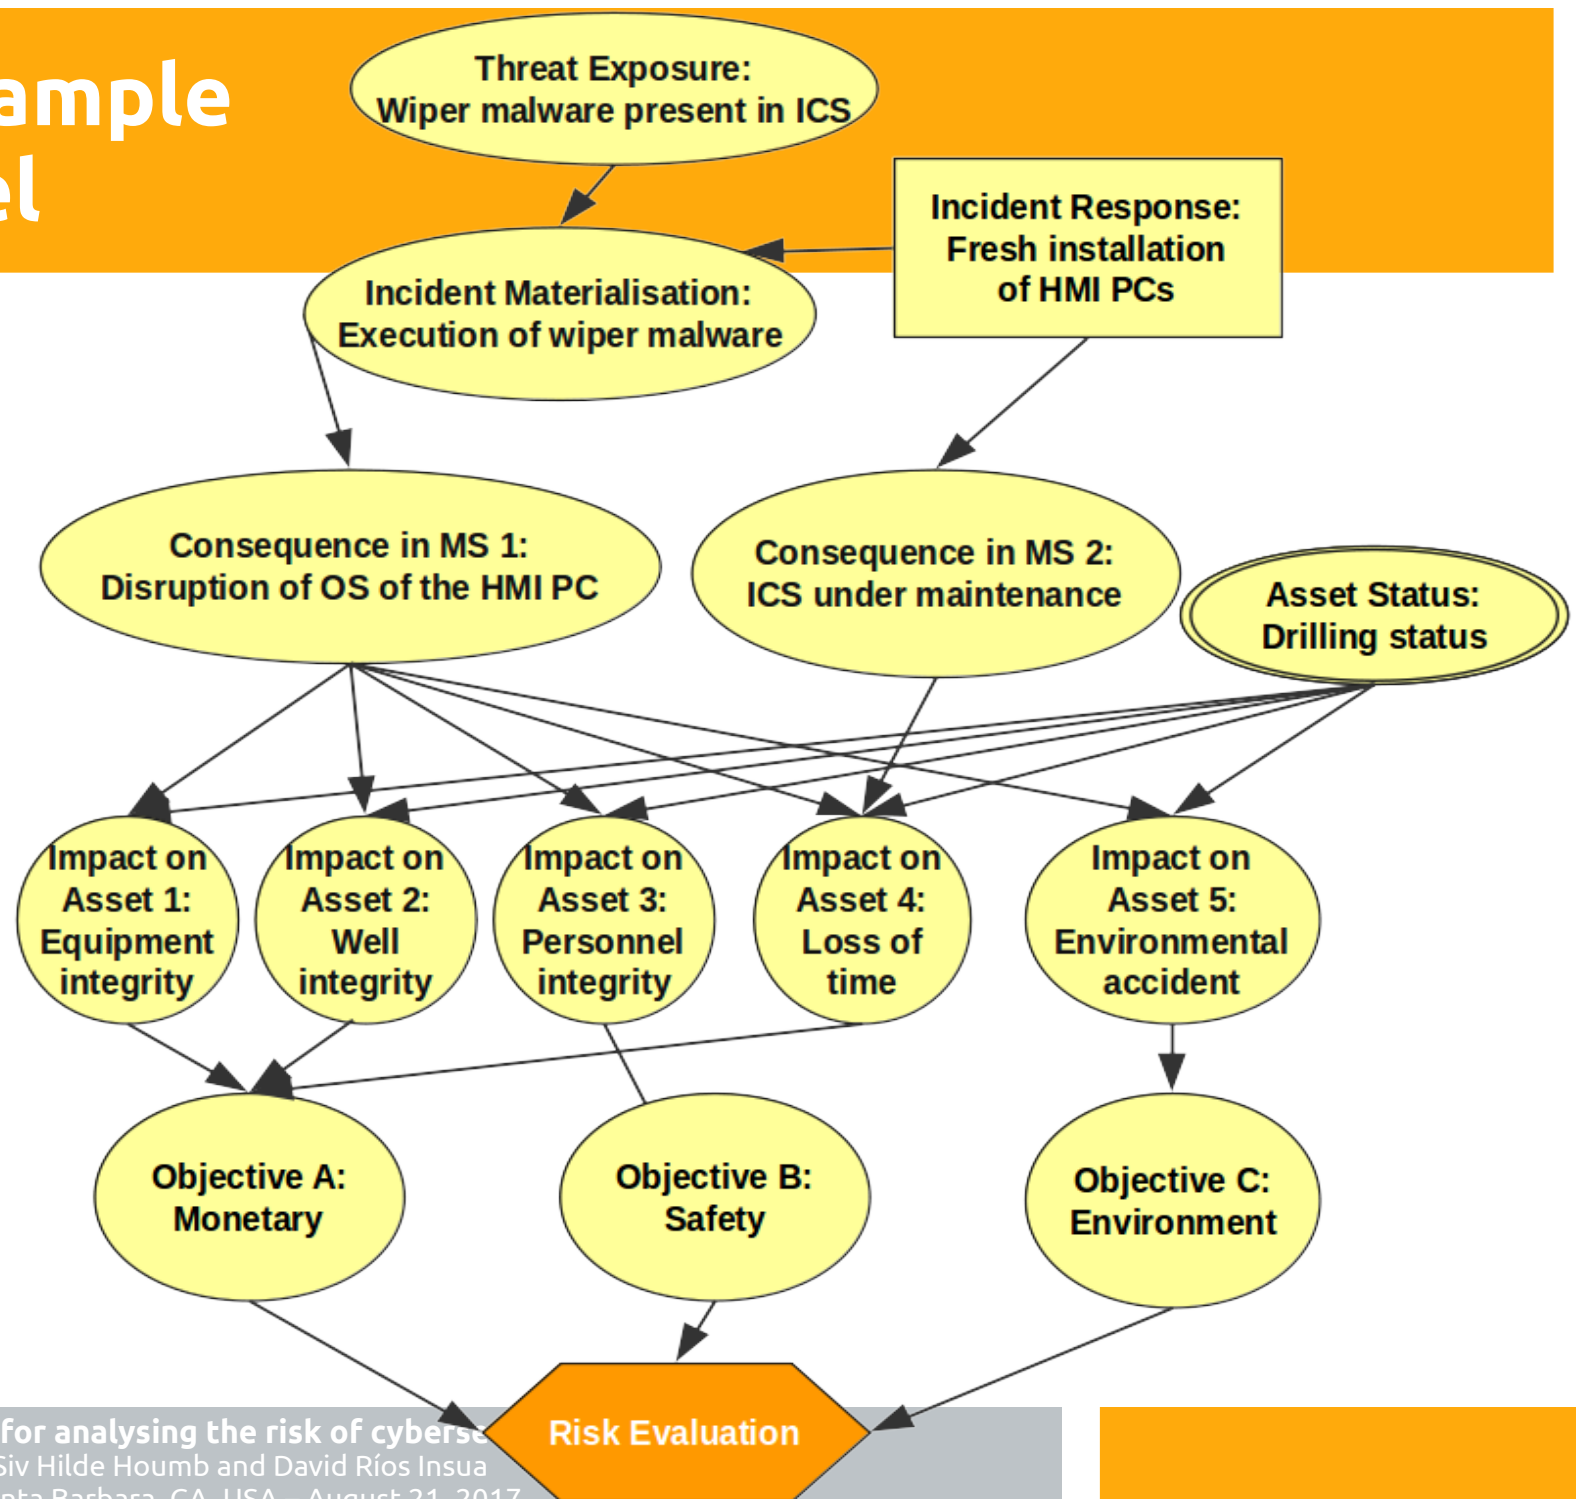 ample
el
Threat Exposure:
Wiper malware present in ICS
Incident Response:
Fresh installation
of HMI PCs
Incident Materialisation:
Execution of wiper malware
Consequence in MS 1:
Disruption of OS of the HMI PC
Consequence in MS 2:
ICS under maintenance
Asset Status:
Drilling status
Impact on
Asset 1:
Equipment
integrity
Impact on
Asset 2:
Well
integrity
Impact on
Asset 3:
Personnel
integrity
Impact on
Asset 4:
Loss of
time
Impact on
Asset 5:
Environmental
accident
Objective A:
Monetary
Objective B:
Safety
Objective C:
Environment
Risk Evaluation
for analysing the risk of cyberse
Siv Hilde Houmb and David Ríos Insua
nta Barbara, CA, USA – August 21, 2017